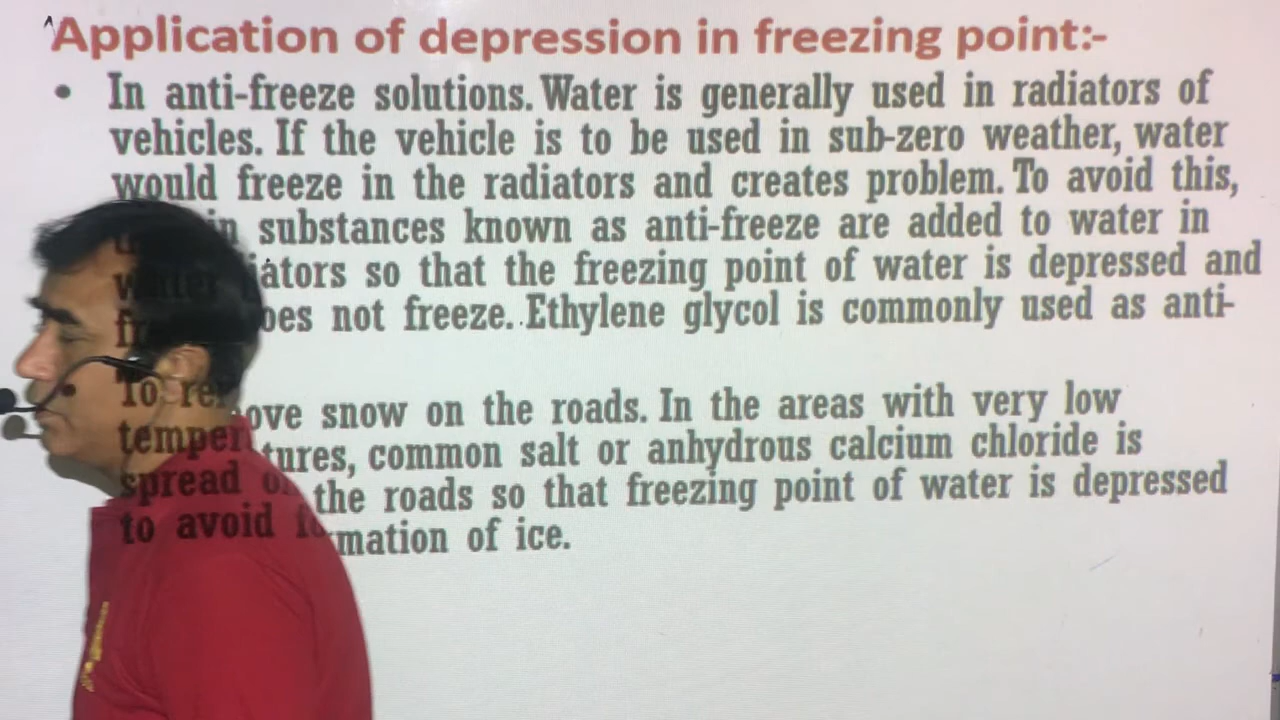 Application of depression in freezing point:-
• In anti-freeze solutions. Water is generally used in radiators of
vehicles. If the vehicle is to be used in sub-zero weather, water
would freeze in the radiators and creates problem. To avoid this,
in substances known as anti-freeze are added to water in
water iators so that the freezing point of water is depressed and
oes not freeze. Ethylene glycol is commonly used as anti-
To re ove snow on the roads. In the areas with very low
temper tures, common salt or anhydrous calcium chloride is
spread o the roads so that freezing point of water is depressed
to avoid fo mation of ice.